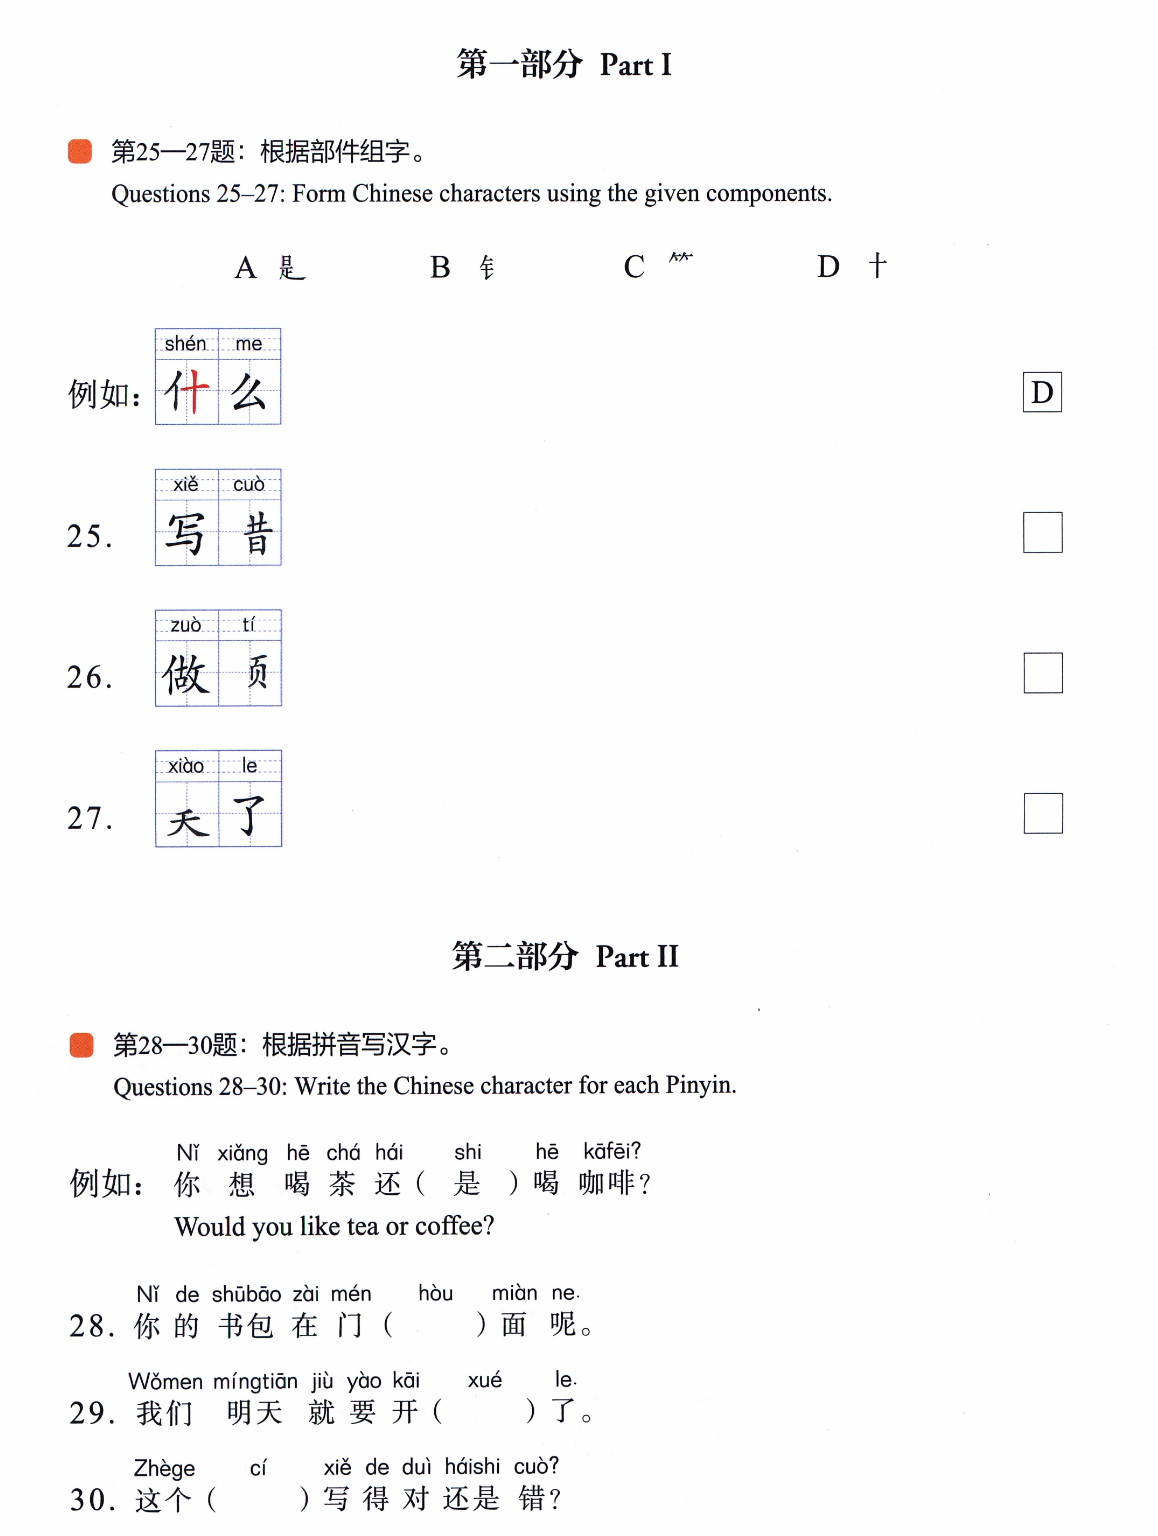 第一部分 Part I
第25—27题：根据部件组字。
Questions 25–27: Form Chinese characters using the given components.
A 是 B 钅 C ⺮ D 十
shén me
例如： 什么 D
xiě cuò
25. 写昔
zuò tí
26. 做页
xiào le
27. 夭了
第二部分 Part II
第28—30题：根据拼音写汉字。
Questions 28–30: Write the Chinese character for each Pinyin.
Nǐ xiǎng hē chá hái shi hē kāfēi?
例如： 你 想 喝 茶 还（ 是 ）喝 咖啡？
Would you like tea or coffee?
Nǐ de shūbāo zài mén hòu miàn ne.
28. 你 的 书包 在 门（ ）面 呢。
Wǒmen míngtiān jiù yào kāi xué le.
29. 我们 明天 就 要 开（ ）了。
Zhège cí xiě de duì háishi cuò?
30. 这个（ ）写 得 对 还是 错？